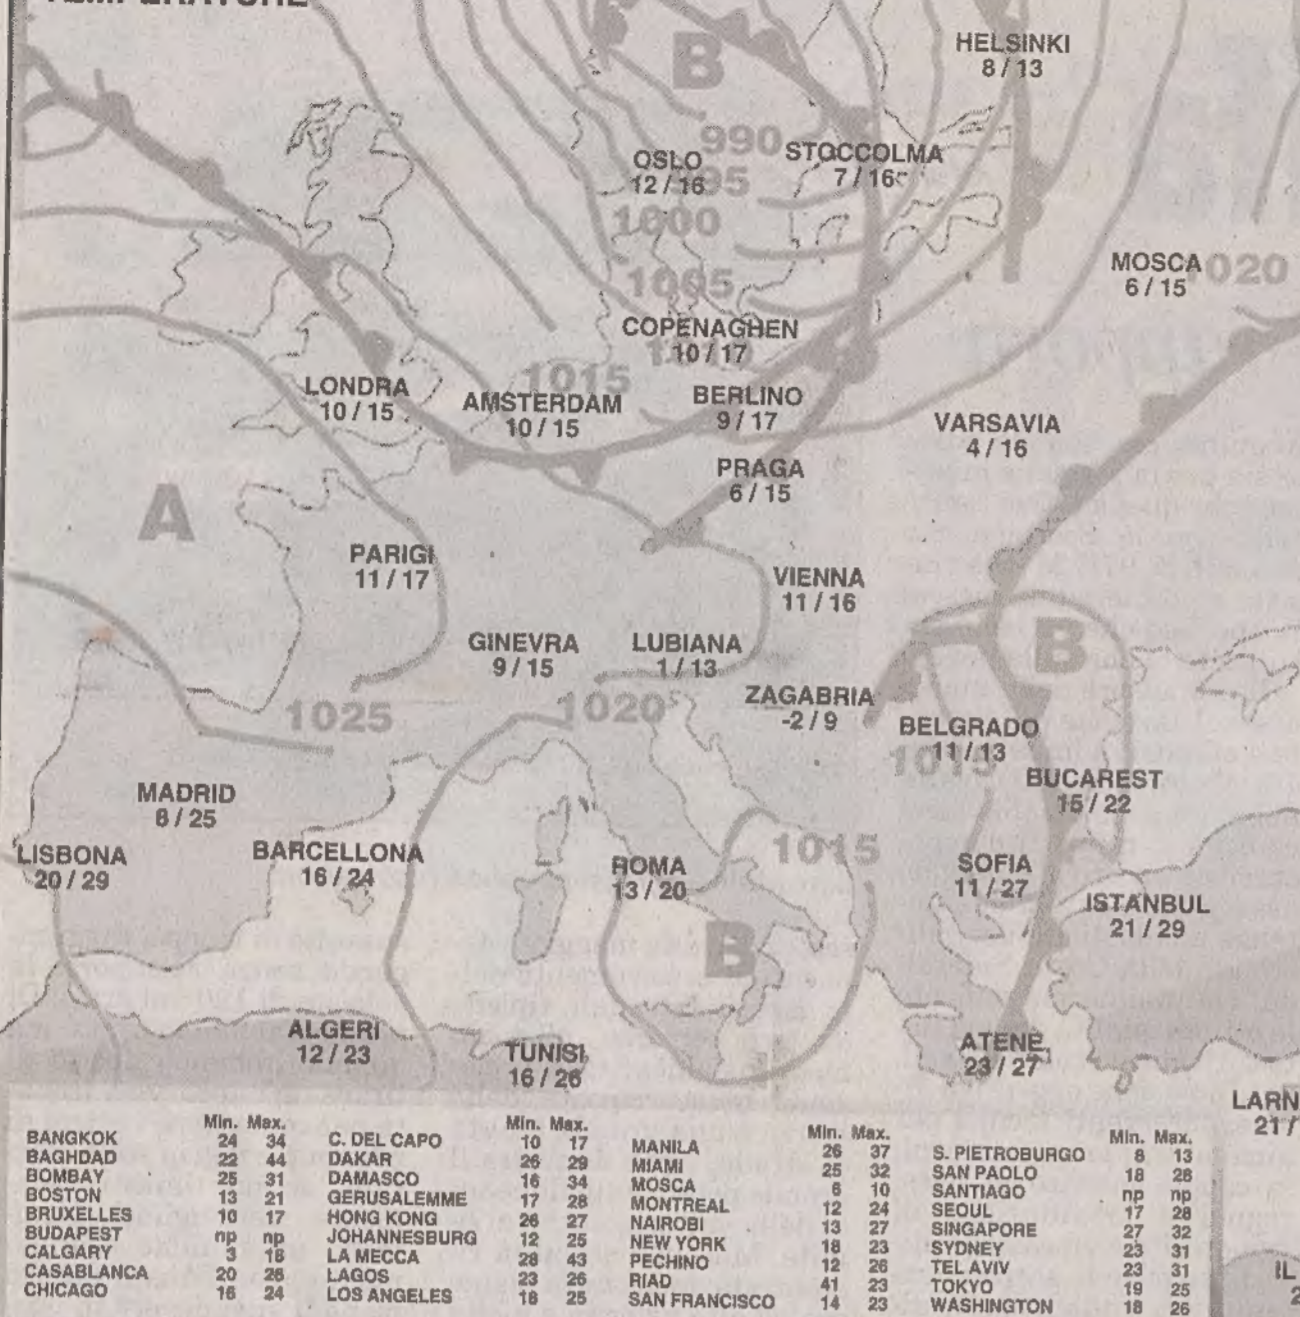 TEMPERATURE
HELSINKI
8 / 13
B
990
OSLO
12 / 16
995
STOCCOLMA
7 / 16
1000
MOSCA
6 / 15
1020
1005
COPENAGHEN
10 / 17
1015
LONDRA
10 / 15
AMSTERDAM
10 / 15
BERLINO
9 / 17
VARSAVIA
4 / 16
PRAGA
6 / 15
A
PARIGI
11 / 17
VIENNA
11 / 16
GINEVRA
9 / 15
LUBIANA
1 / 13
B
ZAGABRIA
-2 / 9
1025
1020
BELGRADO
11 / 13
1015
BUCAREST
15 / 22
MADRID
8 / 25
LISBONA
20 / 29
BARCELLONA
16 / 24
ROMA
13 / 20
1015
SOFIA
11 / 27
ISTANBUL
21 / 29
B
ALGERI
12 / 23
TUNISI
16 / 26
ATENE
23 / 27
LARN
21 /
Min. Max.
BANGKOK 24 34
BAGHDAD 22 44
BOMBAY 25 31
BOSTON 13 21
BRUXELLES 10 17
BUDAPEST np np
CALGARY 3 18
CASABLANCA 20 26
CHICAGO 16 24
Min. Max.
C. DEL CAPO 10 17
DAKAR 26 29
DAMASCO 16 34
GERUSALEMME 17 28
HONG KONG 26 27
JOHANNESBURG 12 25
LA MECCA 28 43
LAGOS 23 26
LOS ANGELES 18 25
Min. Max.
MANILA 26 37
MIAMI 25 32
MOSCA 6 10
MONTREAL 12 24
NAIROBI 13 27
NEW YORK 18 23
PECHINO 12 26
RIAD 41 23
SAN FRANCISCO 14 23
Min. Max.
S. PIETROBURGO 8 13
SAN PAOLO 18 28
SANTIAGO np np
SEOUL 17 28
SINGAPORE 27 32
SYDNEY 23 31
TEL AVIV 23 31
TOKYO 19 25
WASHINGTON 18 26
IL
2